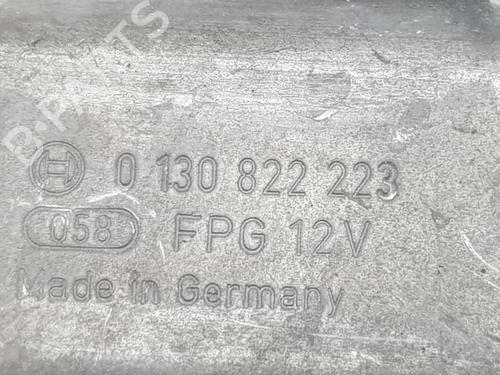 B-PARTS
0 130 822 223
058 FPG 12V
Made in Germany